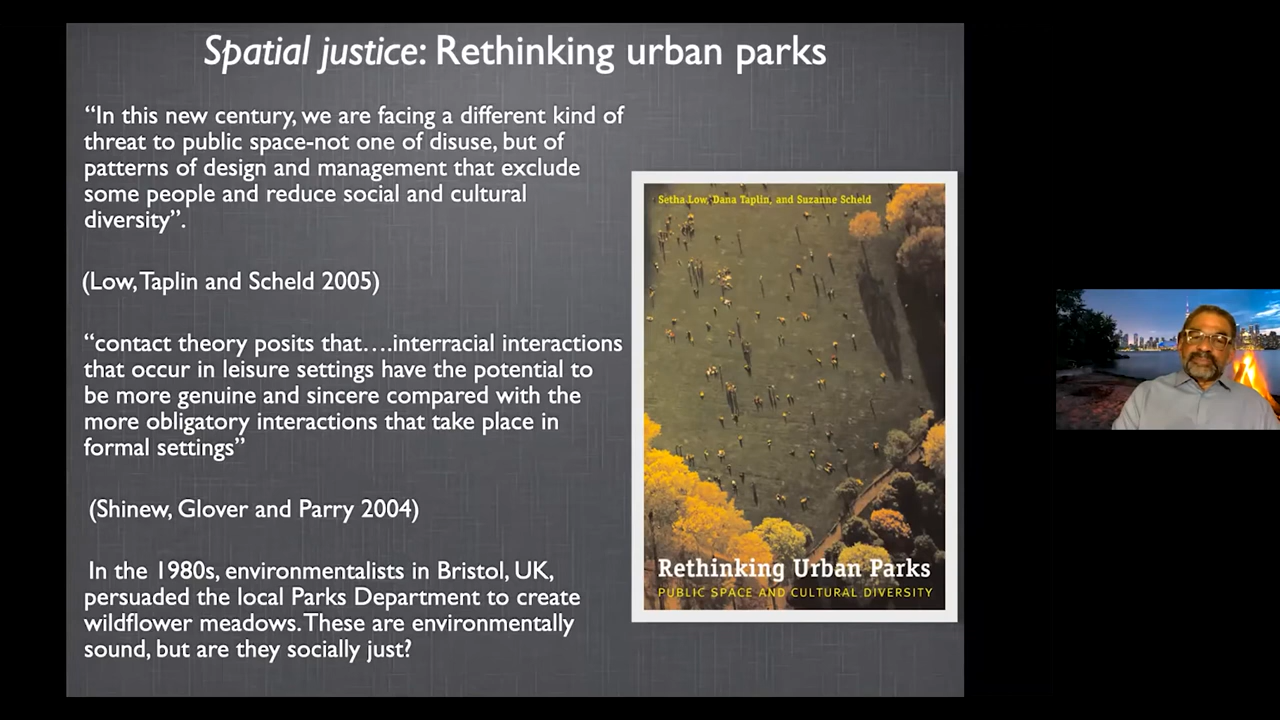 Spatial justice: Rethinking urban parks
“In this new century, we are facing a different kind of
threat to public space-not one of disuse, but of
patterns of design and management that exclude
some people and reduce social and cultural
diversity”.
(Low, Taplin and Scheld 2005)
“contact theory posits that….interracial interactions
that occur in leisure settings have the potential to
be more genuine and sincere compared with the
more obligatory interactions that take place in
formal settings”
(Shinew, Glover and Parry 2004)
In the 1980s, environmentalists in Bristol, UK,
persuaded the local Parks Department to create
wildflower meadows. These are environmentally
sound, but are they socially just?
Setha Low, Dana Taplin, and Suzanne Scheld
Rethinking Urban Parks
PUBLIC SPACE AND CULTURAL DIVERSITY